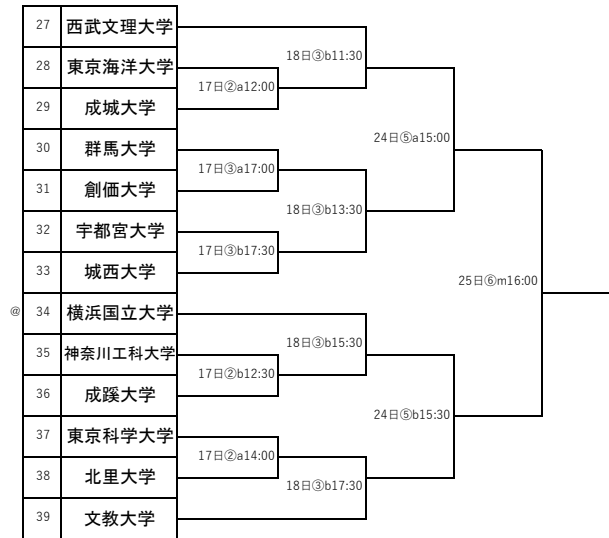 27 西武文理大学
18日③b11:30
28 東京海洋大学
17日②a12:00
29 成城大学
24日⑤a15:00
30 群馬大学
17日③a17:00
31 創価大学
18日③b13:30
32 宇都宮大学
17日③b17:30
33 城西大学
25日⑥m16:00
@ 34 横浜国立大学
18日③b15:30
35 神奈川工科大学
17日②b12:30
36 成蹊大学
24日⑤b15:30
37 東京科学大学
17日②a14:00
38 北里大学
18日③b17:30
39 文教大学